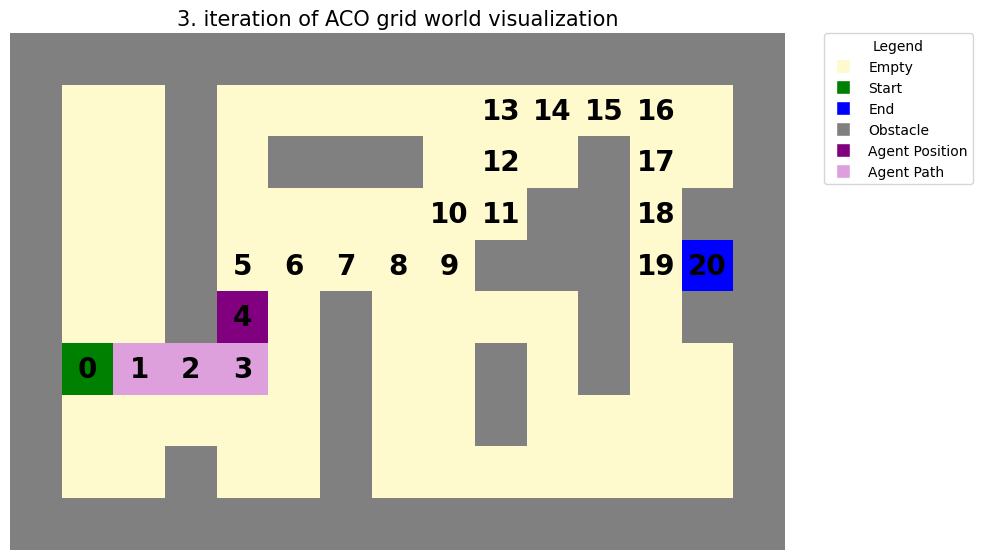 3. iteration of ACO grid world visualization
13 14 15 16
12 17
10 11 18
5 6 7 8 9 19 20
4
0 1 2 3
Legend
Empty
Start
End
Obstacle
Agent Position
Agent Path